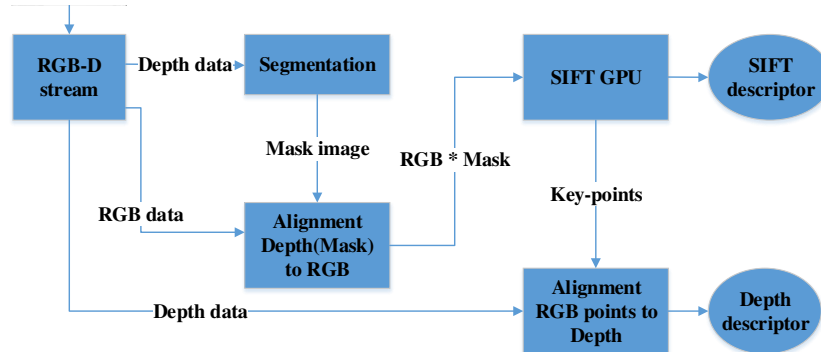 RGB-D
stream
Depth data
Segmentation
SIFT GPU
SIFT
descriptor
Mask image
RGB * Mask
RGB data
Key-points
Alignment
Depth(Mask)
to RGB
Depth data
Alignment
RGB points to
Depth
Depth
descriptor